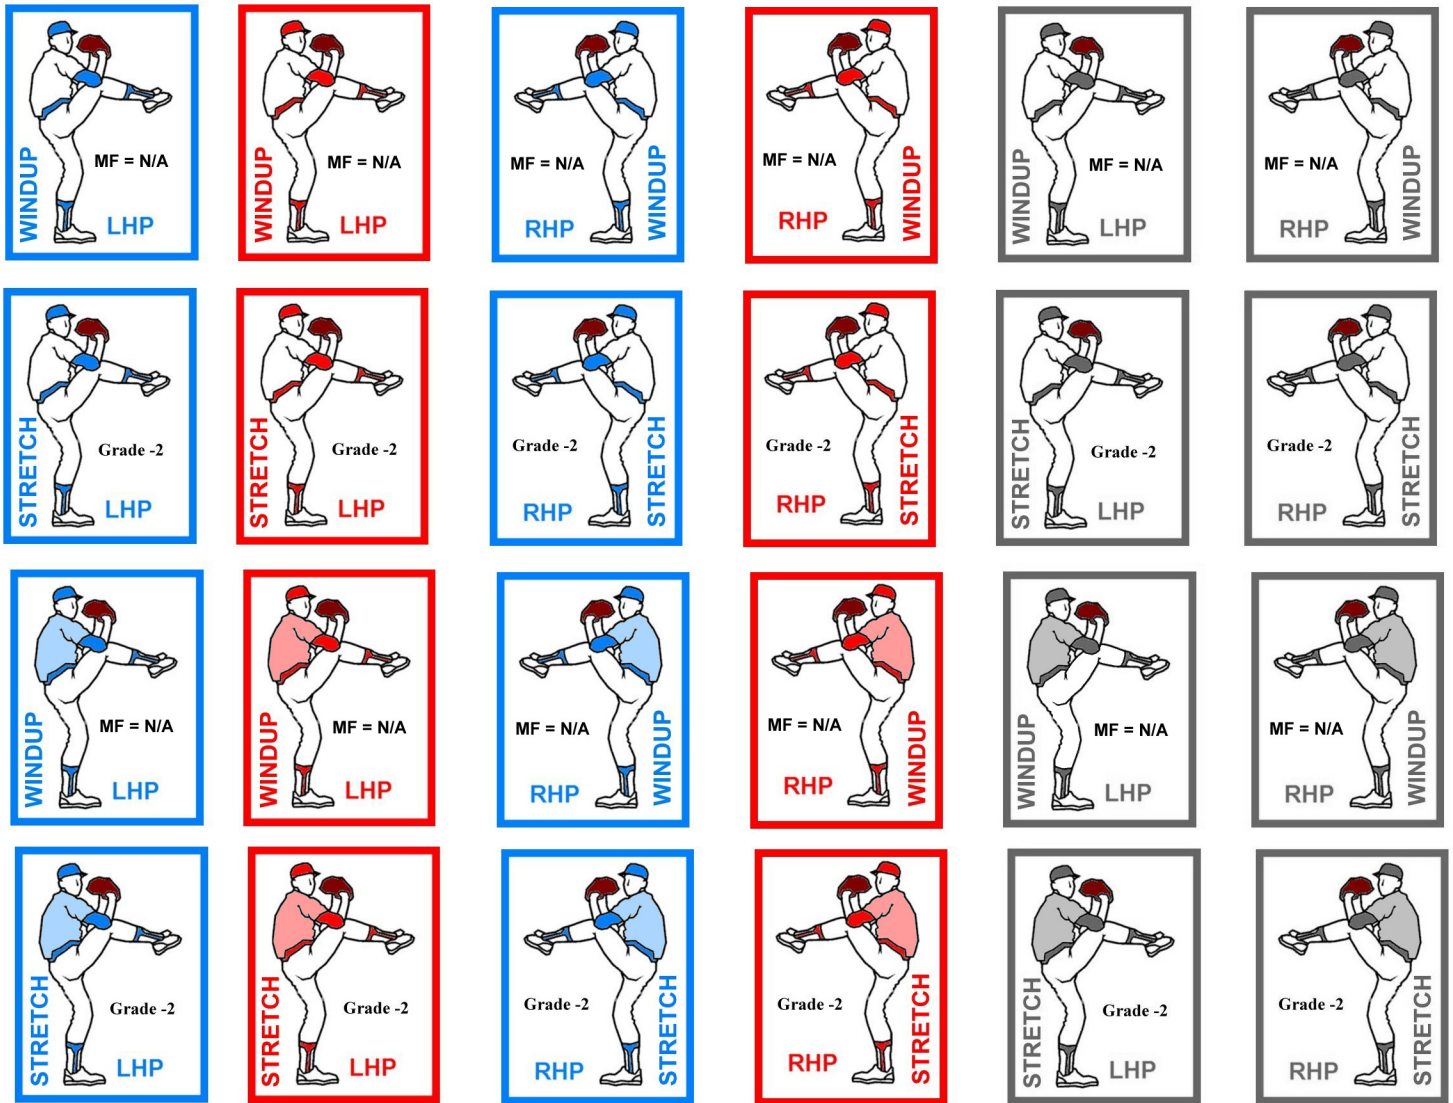 WINDUP
MF = N/A
LHP
WINDUP
MF = N/A
LHP
MF = N/A
RHP
WINDUP
MF = N/A
RHP
WINDUP
WINDUP
MF = N/A
LHP
MF = N/A
RHP
WINDUP
STRETCH
Grade -2
LHP
STRETCH
Grade -2
LHP
Grade -2
RHP
STRETCH
Grade -2
RHP
STRETCH
STRETCH
Grade -2
LHP
Grade -2
RHP
STRETCH
WINDUP
MF = N/A
LHP
WINDUP
MF = N/A
LHP
MF = N/A
RHP
WINDUP
MF = N/A
RHP
WINDUP
WINDUP
MF = N/A
LHP
MF = N/A
RHP
WINDUP
STRETCH
Grade -2
LHP
STRETCH
Grade -2
LHP
Grade -2
RHP
STRETCH
Grade -2
RHP
STRETCH
STRETCH
Grade -2
LHP
Grade -2
RHP
STRETCH